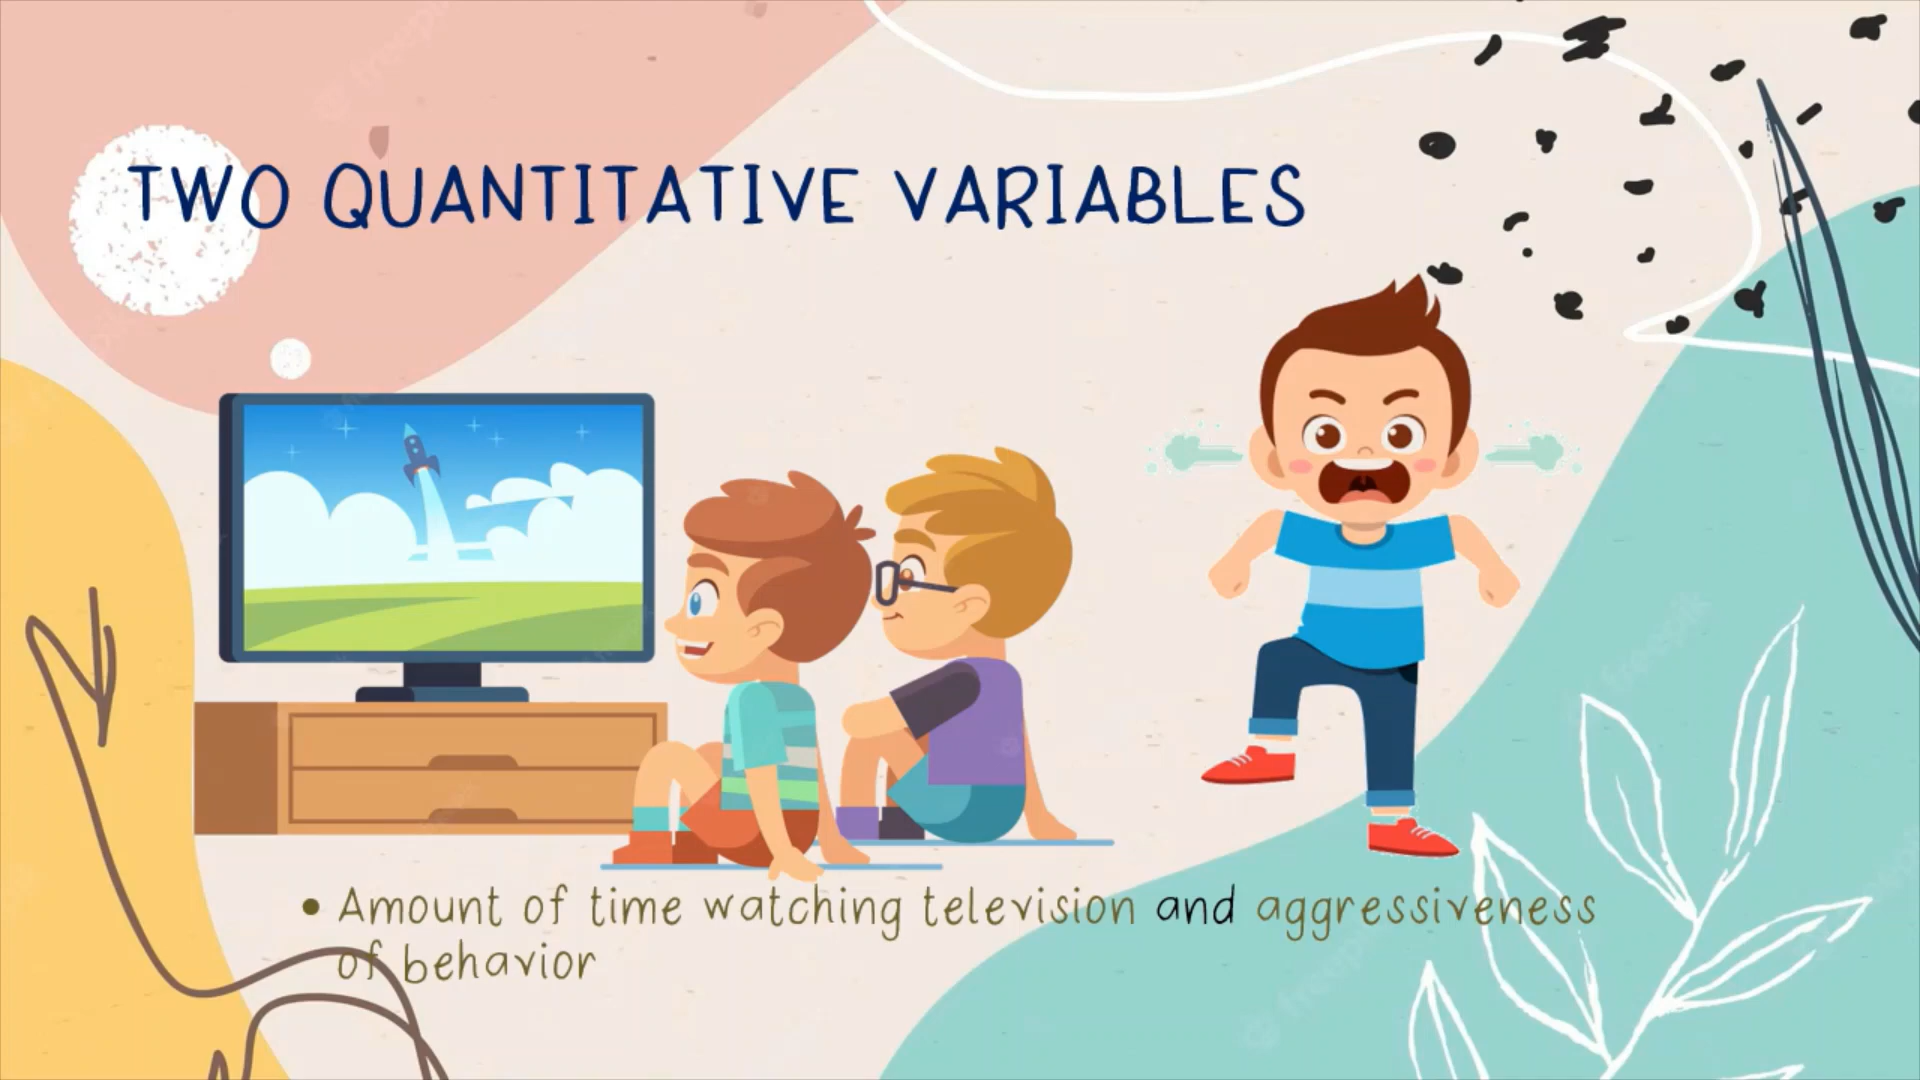 TWO QUANTITATIVE VARIABLES
• Amount of time watching television and aggressiveness
of behavior